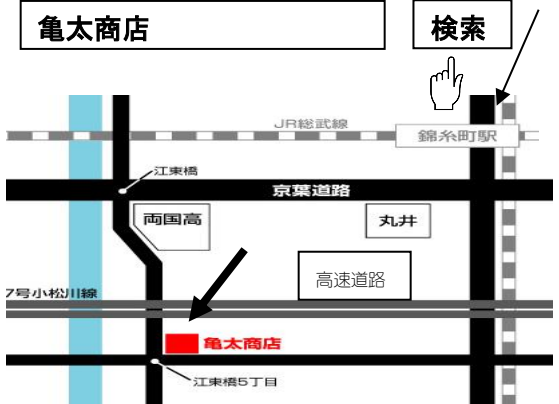 亀太商店
検索
JR総武線
錦糸町駅
江東橋
京葉道路
両国高
丸井
高速道路
7号小松川線
亀太商店
江東橋5丁目